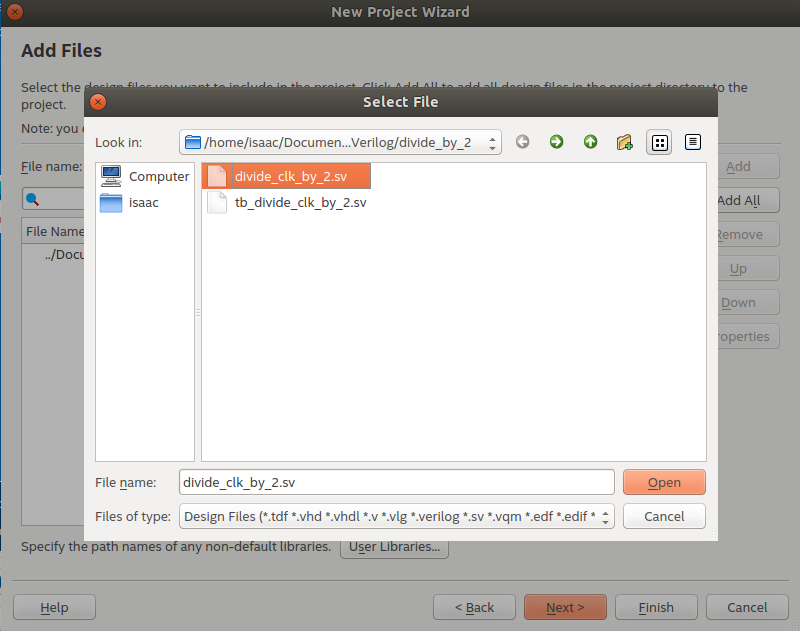 New Project Wizard
Add Files
Select the design files you want to include in the project. Click Add All to add all design files in the project directory to the
project.
Note: you
Select File
Look in: /home/isaac/Documen...Verilog/divide_by_2
File name: Add
Computer divide_clk_by_2.sv
isaac tb_divide_clk_by_2.sv
Add All
File Name Remove
../Docu
Up
Down
roperties
File name: divide_clk_by_2.sv Open
Files of type: Design Files (*.tdf *.vhd *.vhdl *.v *.vlg *.verilog *.sv *.vqm *.edf *.edif * Cancel
Specify the path names of any non-default libraries. User Libraries...
Help < Back Next > Finish Cancel